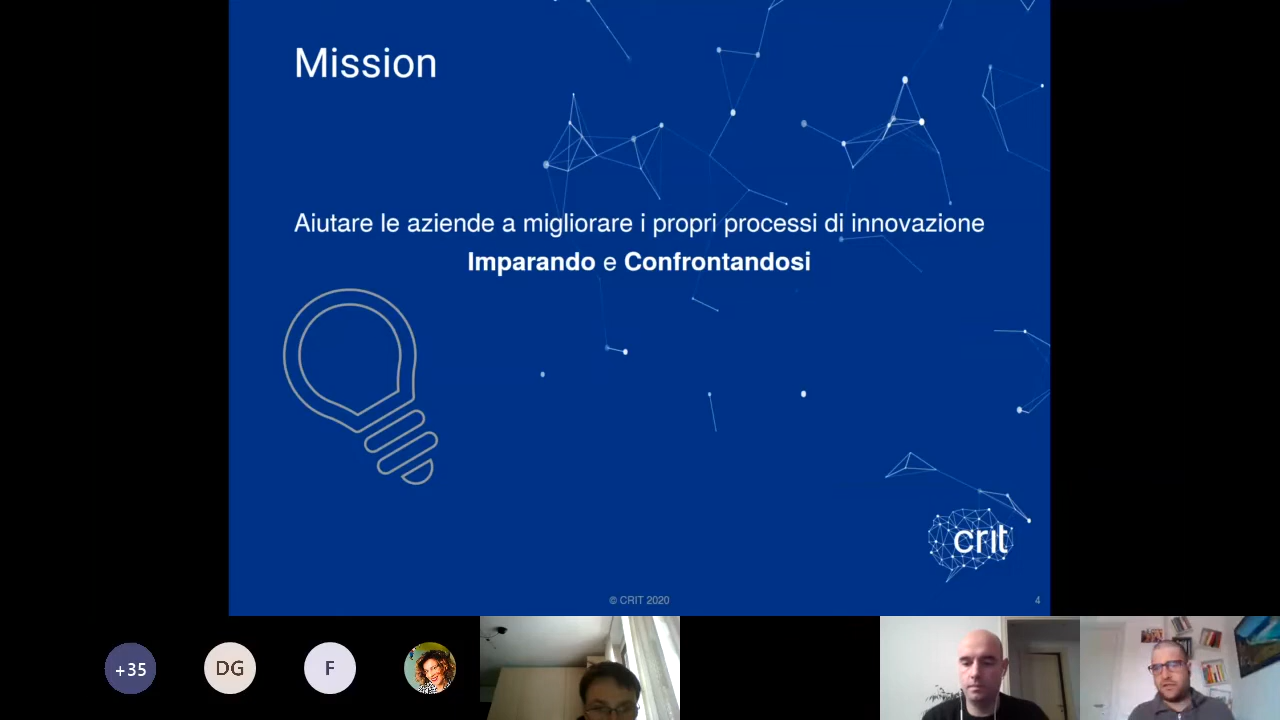 Mission
Aiutare le aziende a migliorare i propri processi di innovazione
Imparando e Confrontandosi
crit
© CRIT 2020
4
+35
DG
F